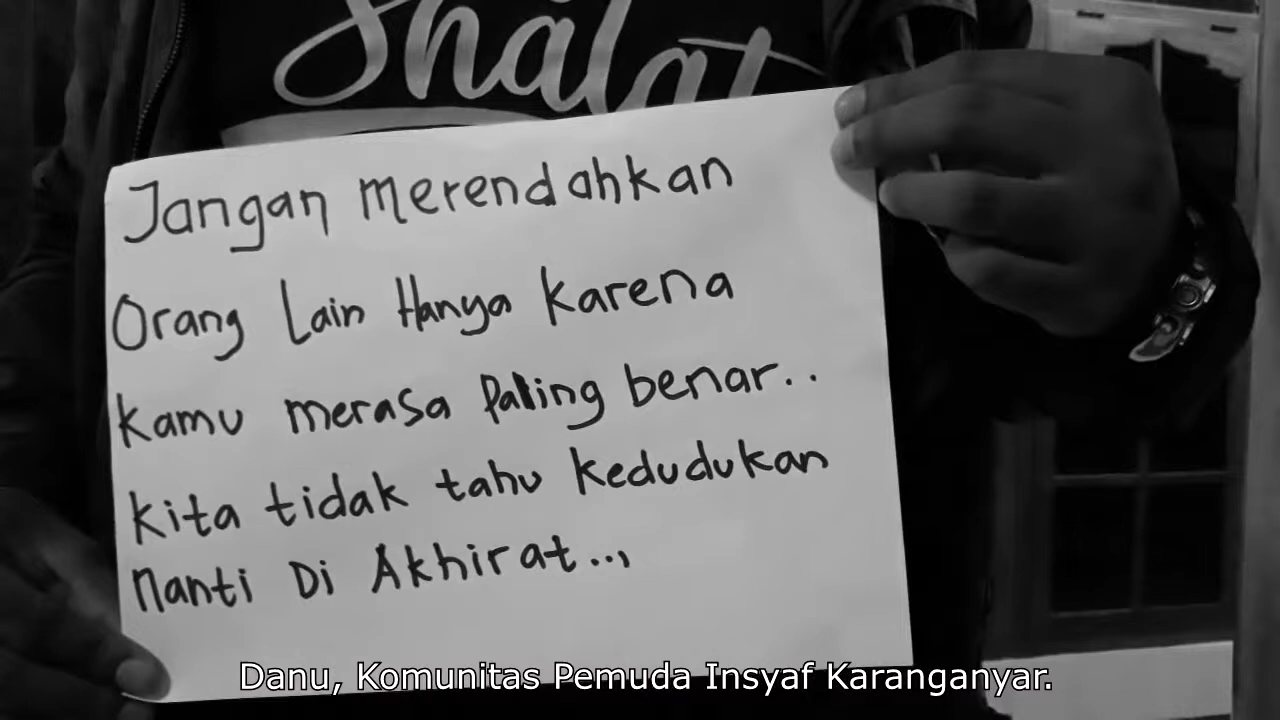 Shalat
Jangan merendahkan
Orang Lain Hanya karena
kamu merasa Paling benar..
kita tidak tahu kedudukan
nanti Di Akhirat..,
Danu, Komunitas Pemuda Insyaf Karanganyar.